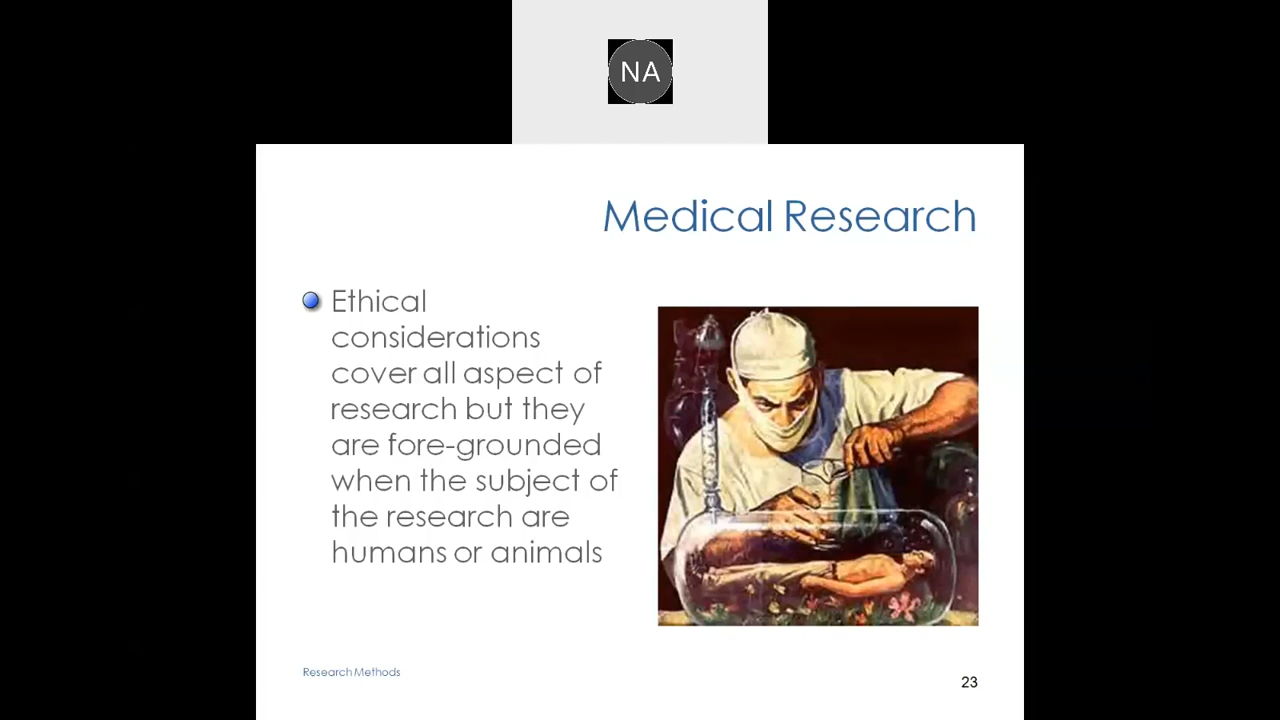 NA
Medical Research
Ethical
considerations
cover all aspect of
research but they
are fore-grounded
when the subject of
the research are
humans or animals
Research Methods
23